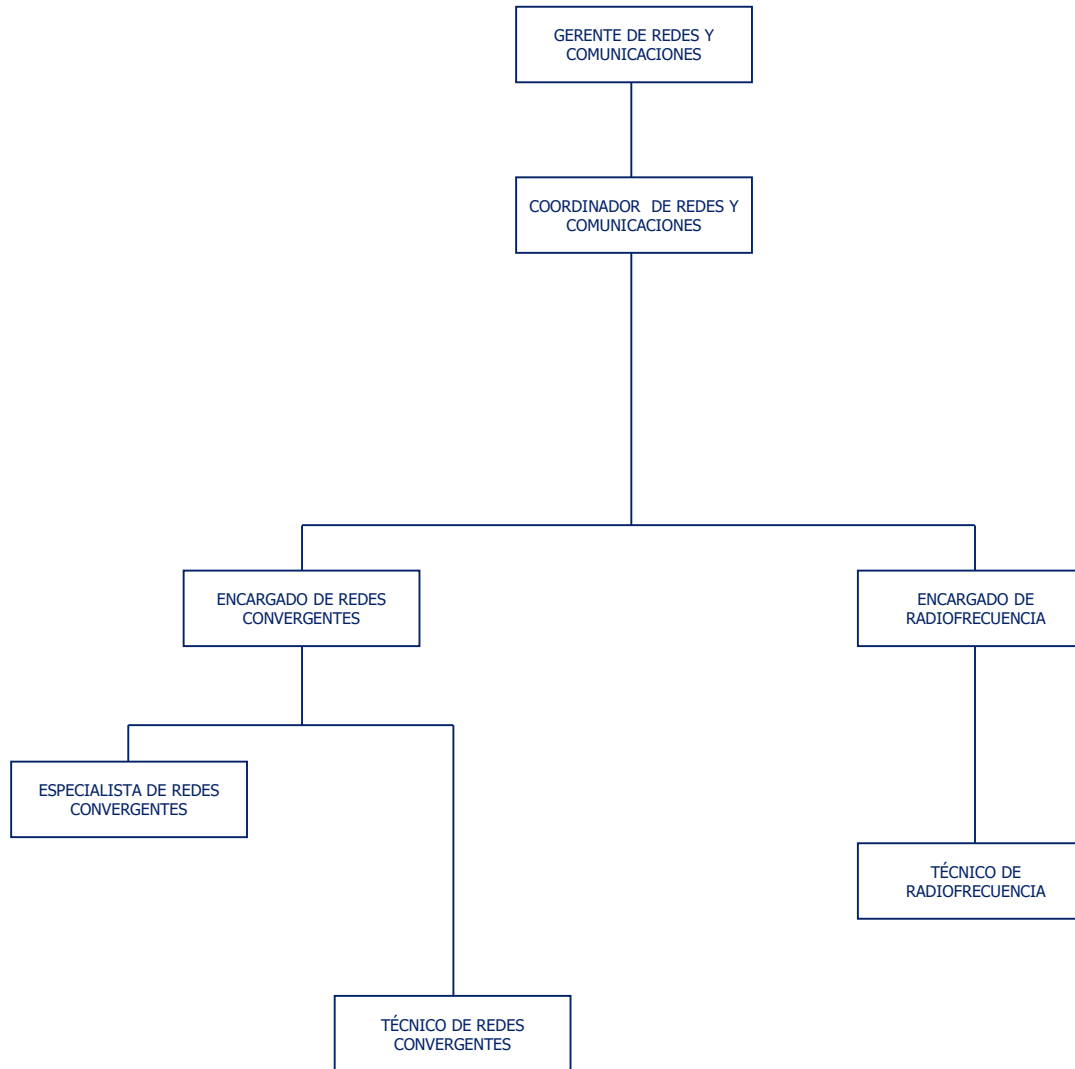 GERENTE DE REDES Y
COMUNICACIONES
COORDINADOR  DE REDES Y
COMUNICACIONES
ENCARGADO DE REDES
CONVERGENTES
ENCARGADO DE
RADIOFRECUENCIA
ESPECIALISTA DE REDES
CONVERGENTES
TÉCNICO DE
RADIOFRECUENCIA
TÉCNICO DE REDES
CONVERGENTES